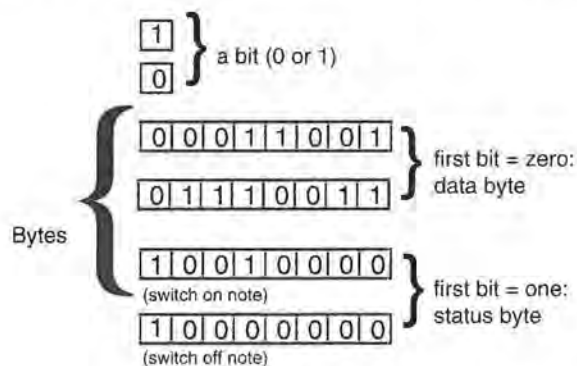 1
a bit (0 or 1)
0
0 0 0 1 1 0 0 1
first bit = zero:
data byte
0 1 1 1 0 0 1 1
Bytes
1 0 0 1 0 0 0 0
(switch on note)
first bit = one:
status byte
1 0 0 0 0 0 0 0
(switch off note)